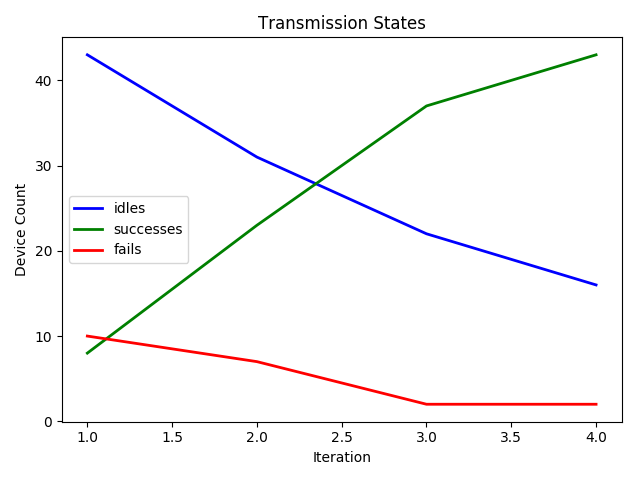 Transmission States
Device Count
40
30
20
10
0
idles
successes
fails
1.0 1.5 2.0 2.5 3.0 3.5 4.0
Iteration